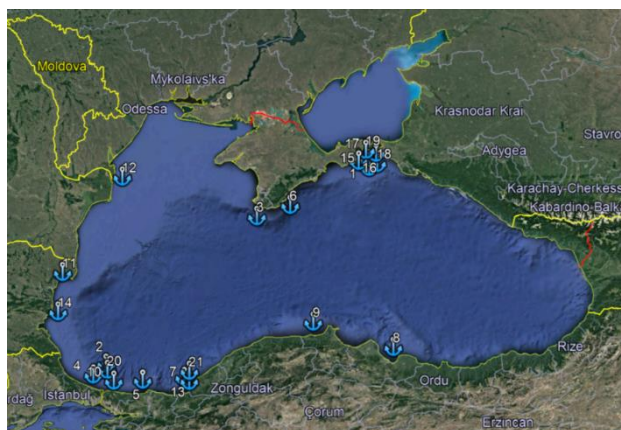 Moldova
Mykolaivs'ka
Odessa
Krasnodar Krai
Stavro
Adygea
Karachay-Cherkess
Kabardino-Balka
17
19
15
18
1
16
12
6
3
11
14
9
8
2
20
4
10
5
7
21
13
Rize
Ordu
Zonguldak
Istanbul
rdağ
Çorum
Erzincan